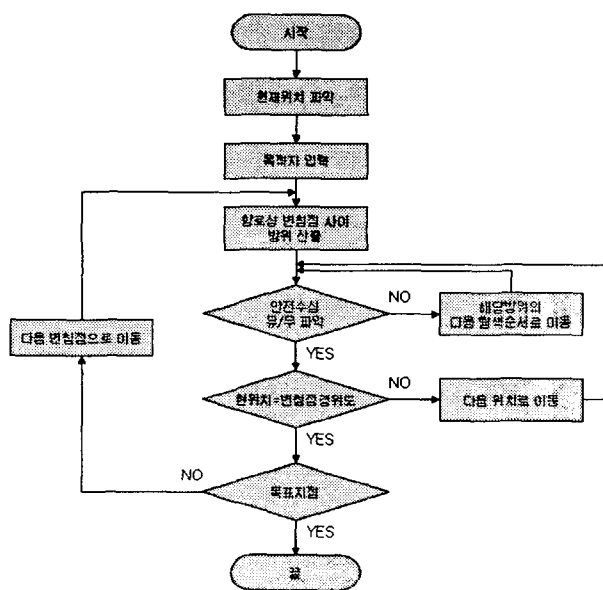 시작
현재위치 파악
목적지 입력
항로상 변침점 사이
방위 산출
안전수심
유/무 파악
NO
해당방위의
다음 탐색순서로 이동
다음 변침점으로 이동
YES
현위치=변침점경위도
NO
다음 위치로 이동
YES
NO
목표지점
YES
끝